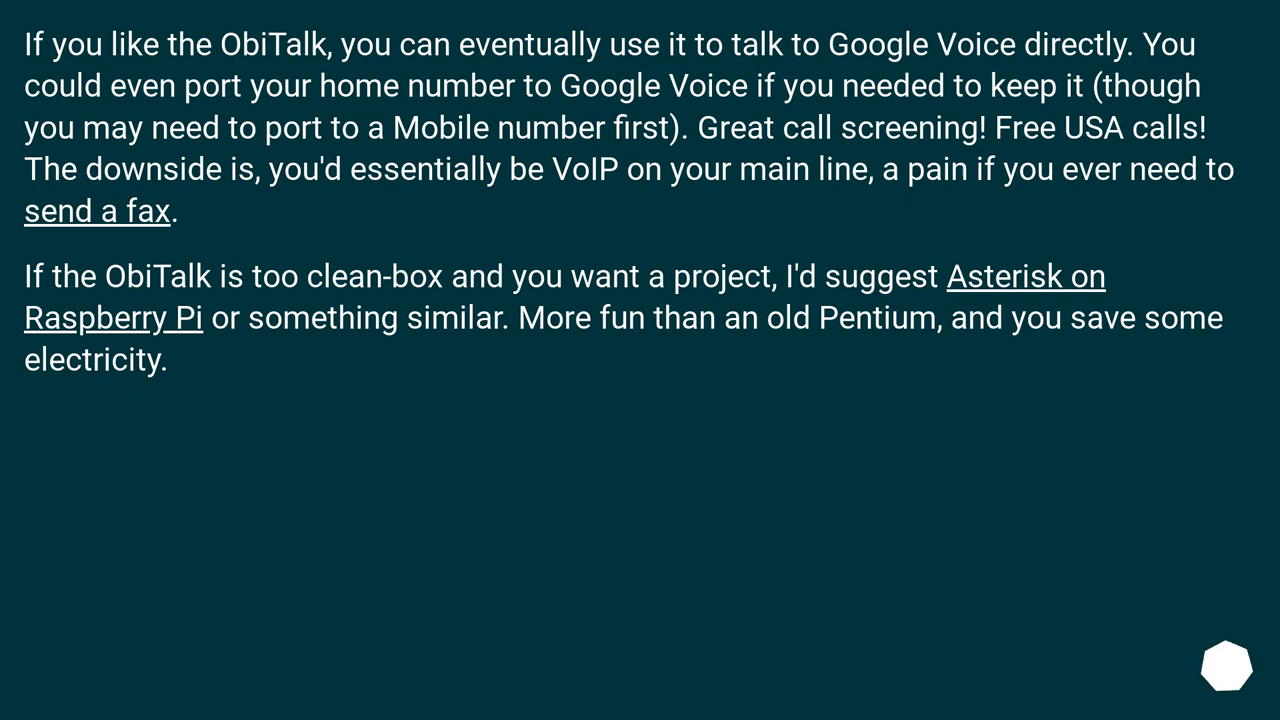 If you like the ObiTalk, you can eventually use it to talk to Google Voice directly. You
could even port your home number to Google Voice if you needed to keep it (though
you may need to port to a Mobile number first). Great call screening! Free USA calls!
The downside is, you'd essentially be VoIP on your main line, a pain if you ever need to
send a fax.
If the ObiTalk is too clean-box and you want a project, I'd suggest Asterisk on
Raspberry Pi or something similar. More fun than an old Pentium, and you save some
electricity.